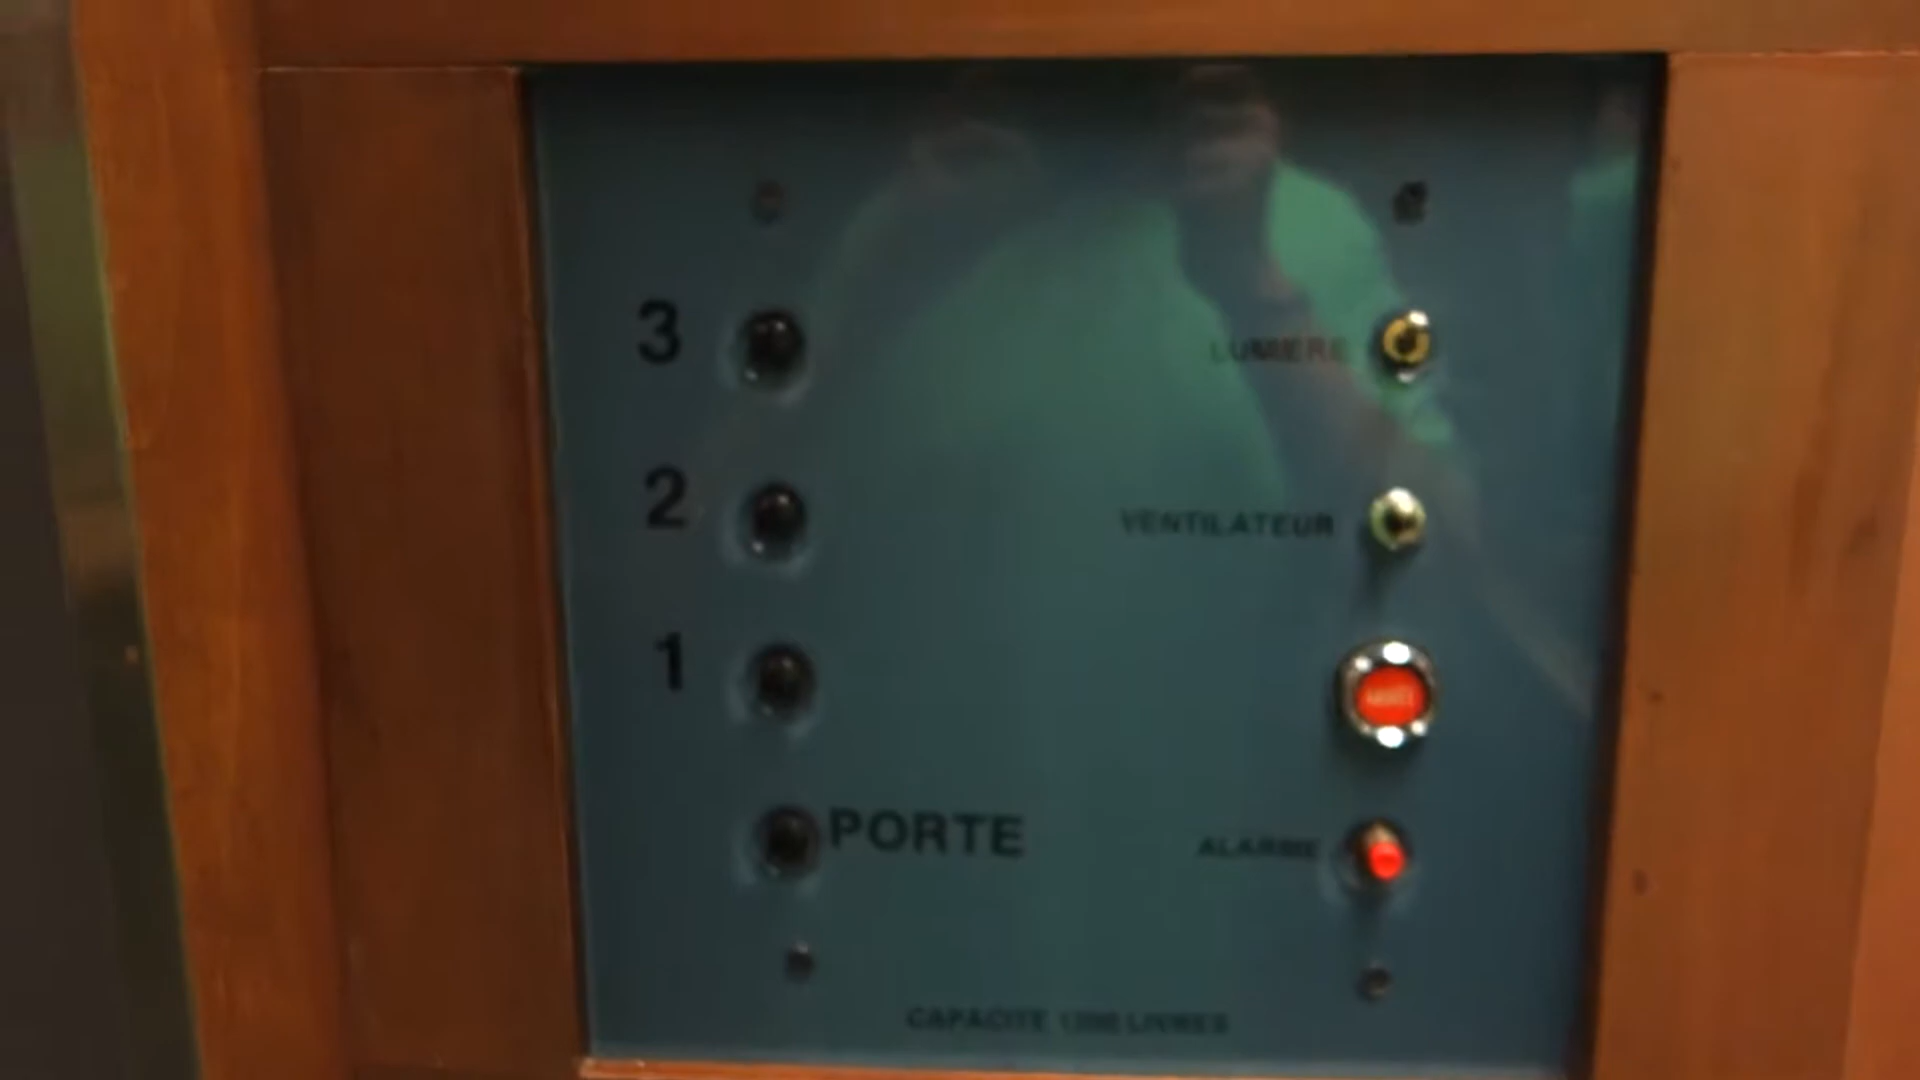 3
LUMIERE
2
VENTILATEUR
1
PORTE
ALARME
CAPACITE LIVRES